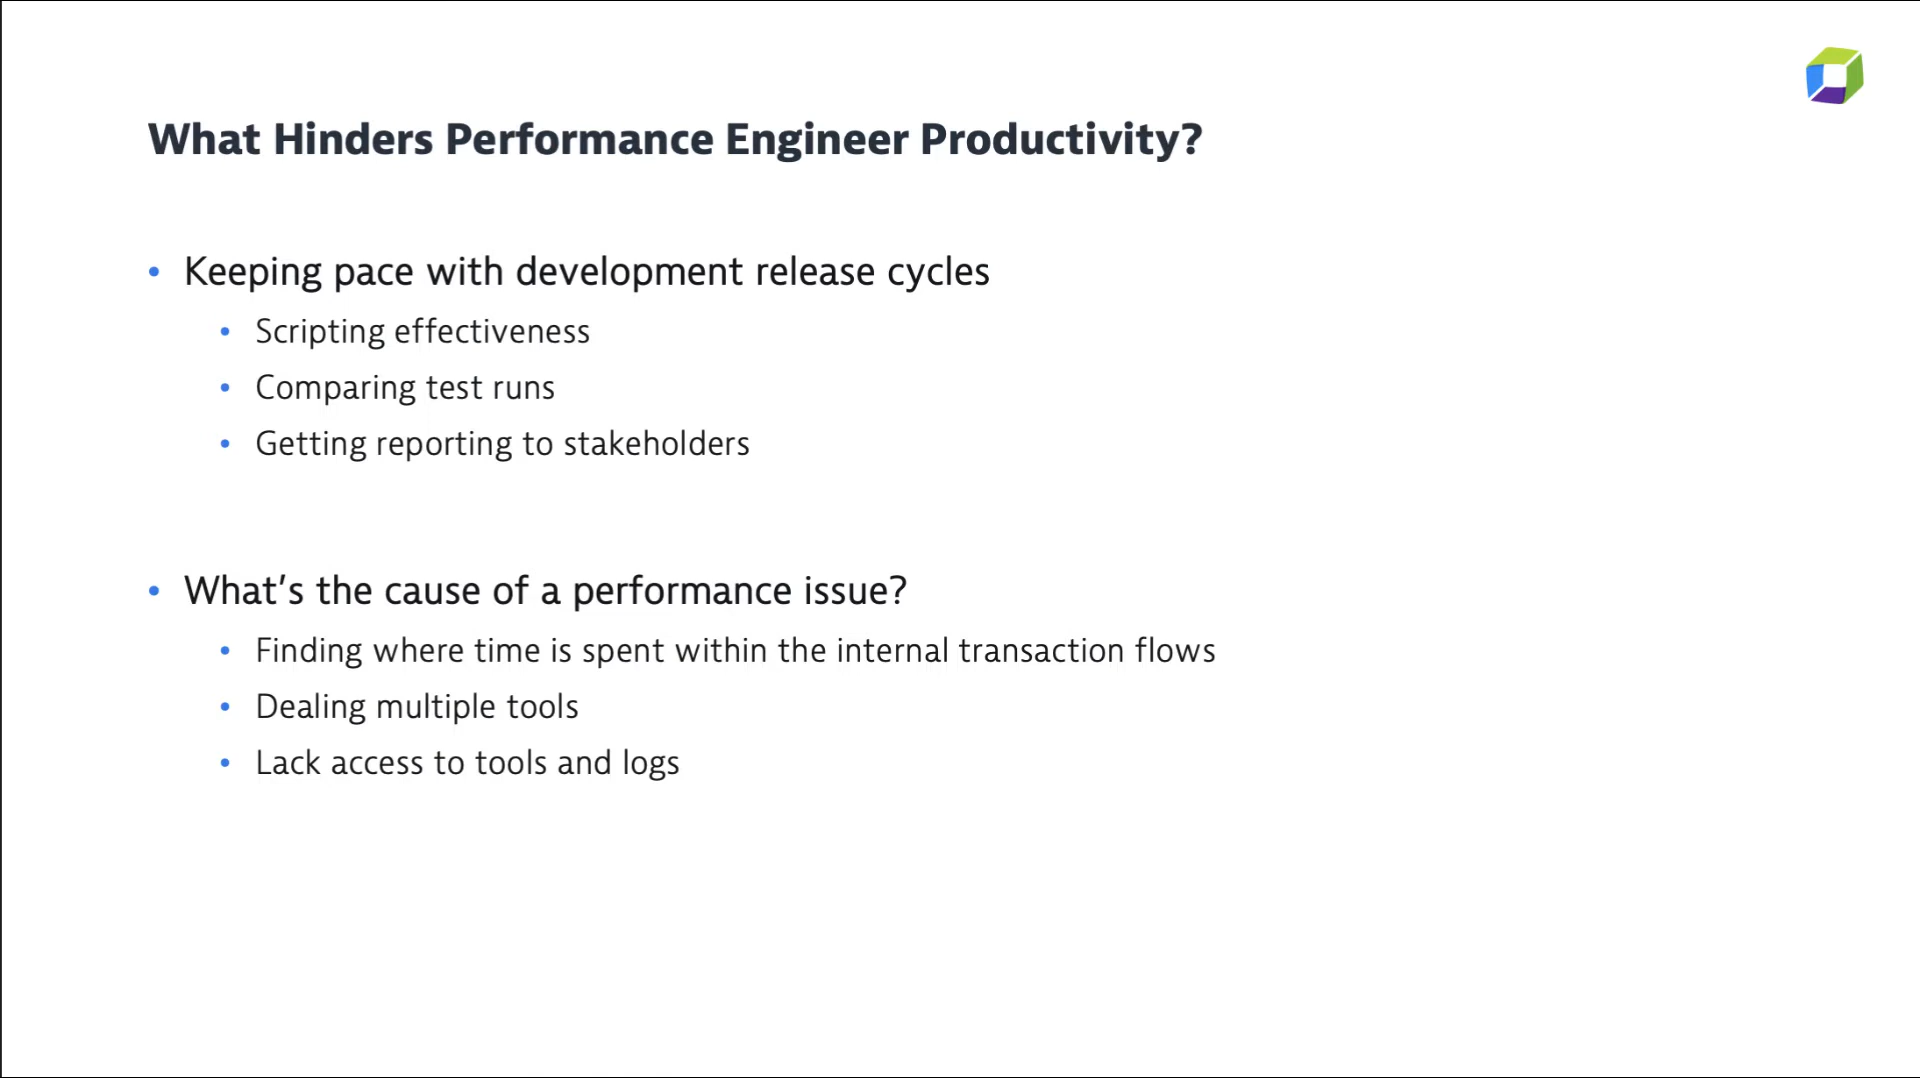 What Hinders Performance Engineer Productivity?
• Keeping pace with development release cycles
• Scripting effectiveness
• Comparing test runs
• Getting reporting to stakeholders
• What's the cause of a performance issue?
• Finding where time is spent within the internal transaction flows
• Dealing multiple tools
• Lack access to tools and logs